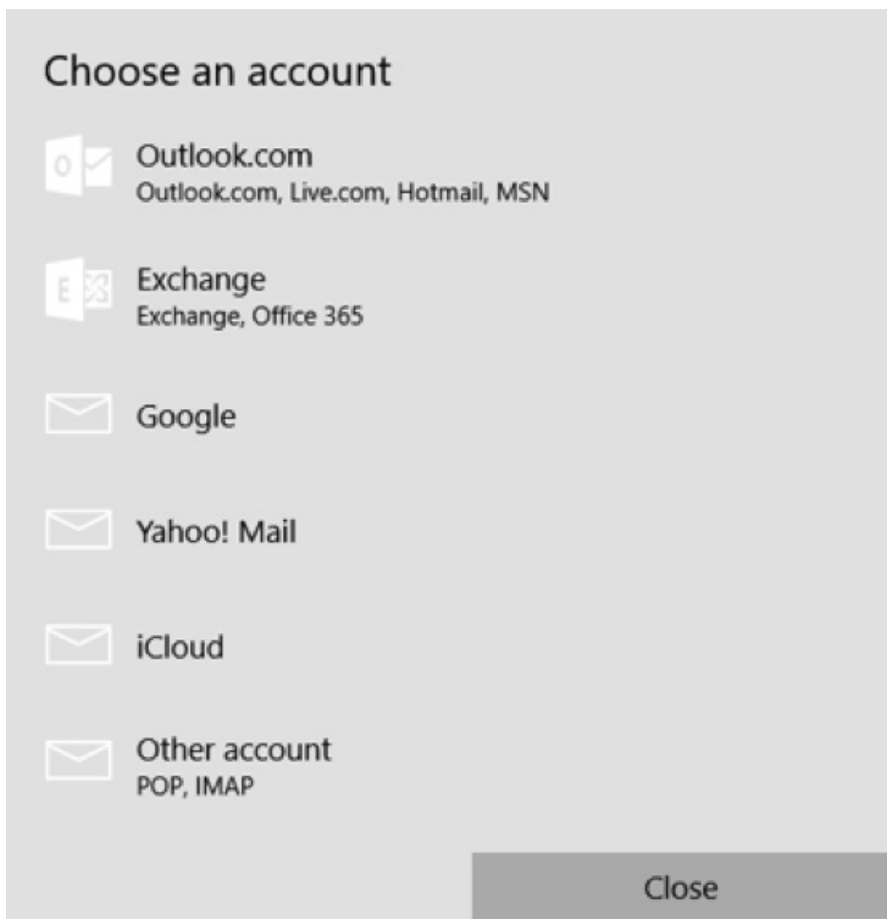 Choose an account
O
Outlook.com
Outlook.com, Live.com, Hotmail, MSN
E
Exchange
Exchange, Office 365
Google
Yahoo! Mail
iCloud
Other account
POP, IMAP
Close